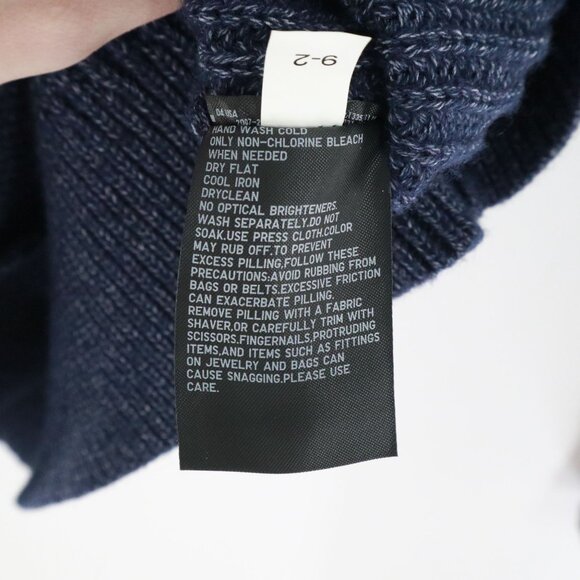 9-2
04 USA
HAND WASH COLD
ONLY NON-CHLORINE BLEACH
WHEN NEEDED
DRY FLAT
COOL IRON
DRYCLEAN
NO OPTICAL BRIGHTENERS.
WASH SEPARATELY.DO NOT
SOAK.USE PRESS CLOTH.COLOR
MAY RUB OFF.TO PREVENT
EXCESS PILLING,FOLLOW THESE
PRECAUTIONS:AVOID RUBBING FROM
BAGS OR BELTS.EXCESSIVE FRICTION
CAN EXACERBATE PILLING.
REMOVE PILLING WITH A FABRIC
SHAVER,OR CAREFULLY TRIM WITH
SCISSORS.FINGERNAILS,PROTRUDING
ITEMS,AND ITEMS SUCH AS FITTINGS
ON JEWELRY AND BAGS CAN
CAUSE SNAGGING.PLEASE USE
CARE.